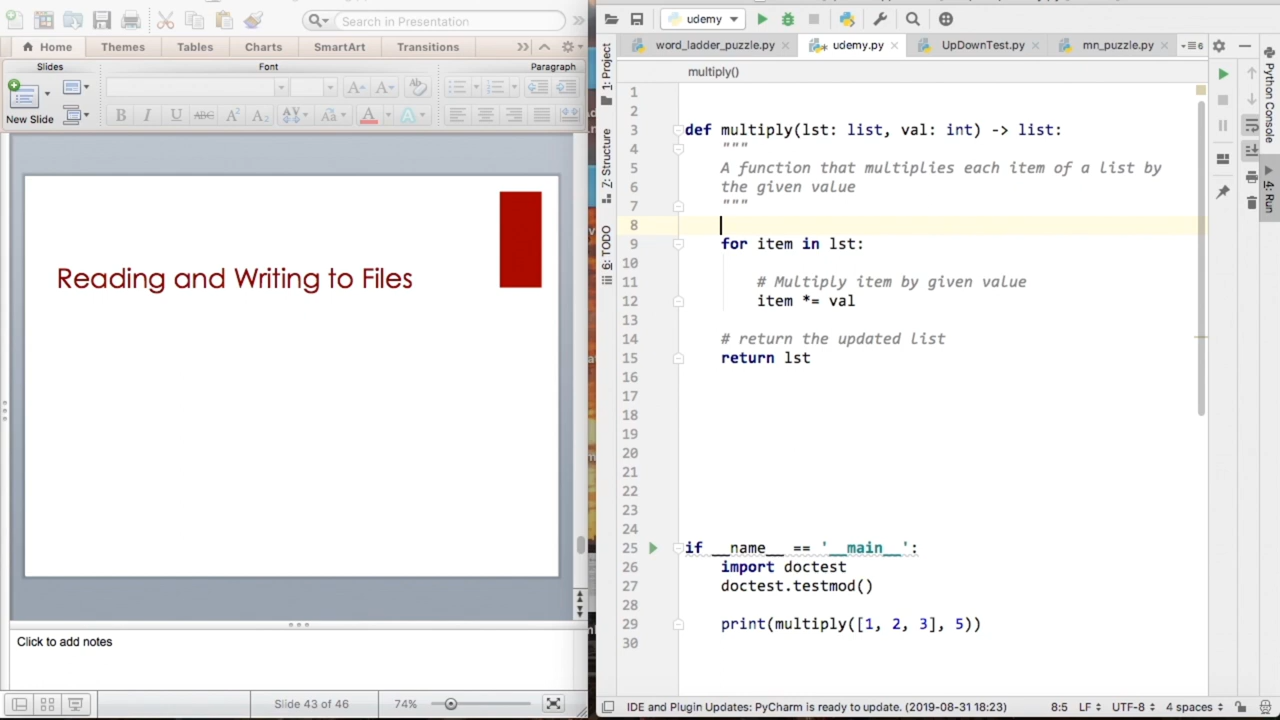 Search in Presentation
Home
Themes
Tables
Charts
SmartArt
Transitions
Slides
Font
Paragraph
New Slide
Reading and Writing to Files
Click to add notes
Slide 43 of 46
74%
udemy
word_ladder_puzzle.py
udemy.py
UpDownTest.py
mn_puzzle.py
multiply()
1: Project
7: Structure
6: TODO
Python Console
4: Run
1
2
3 def multiply(lst: list, val: int) -> list:
4 """
5 A function that multiplies each item of a list by
6 the given value
7 """
8
9 for item in lst:
10
11 # Multiply item by given value
12 item *= val
13
14 # return the updated list
15 return lst
16
17
18
19
20
21
22
23
24
25 if __name__ == '__main__':
26 import doctest
27 doctest.testmod()
28
29 print(multiply([1, 2, 3], 5))
30
IDE and Plugin Updates: PyCharm is ready to update. (2019-08-31 18:23)
8:5 LF UTF-8 4 spaces